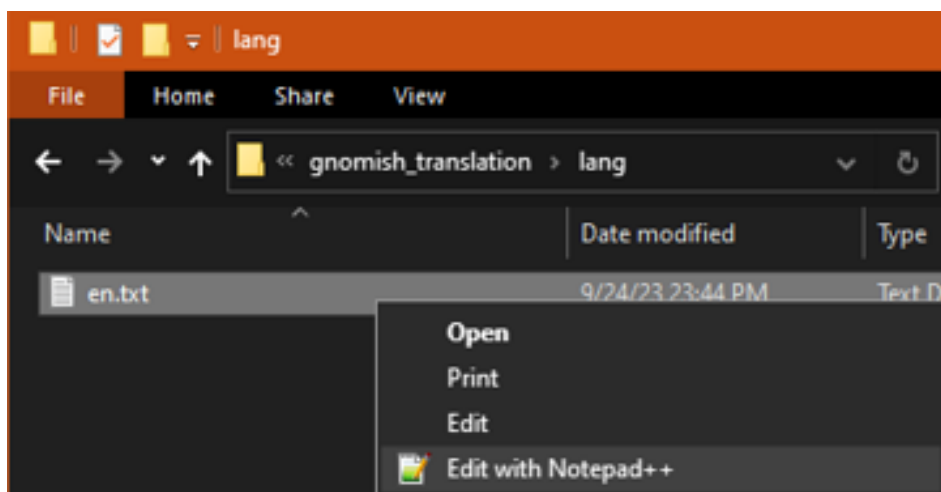 lang
File Home Share View
« gnomish_translation > lang
Name Date modified Type
en.txt 9/24/23 23:44 PM Text D
Open
Print
Edit
Edit with Notepad++